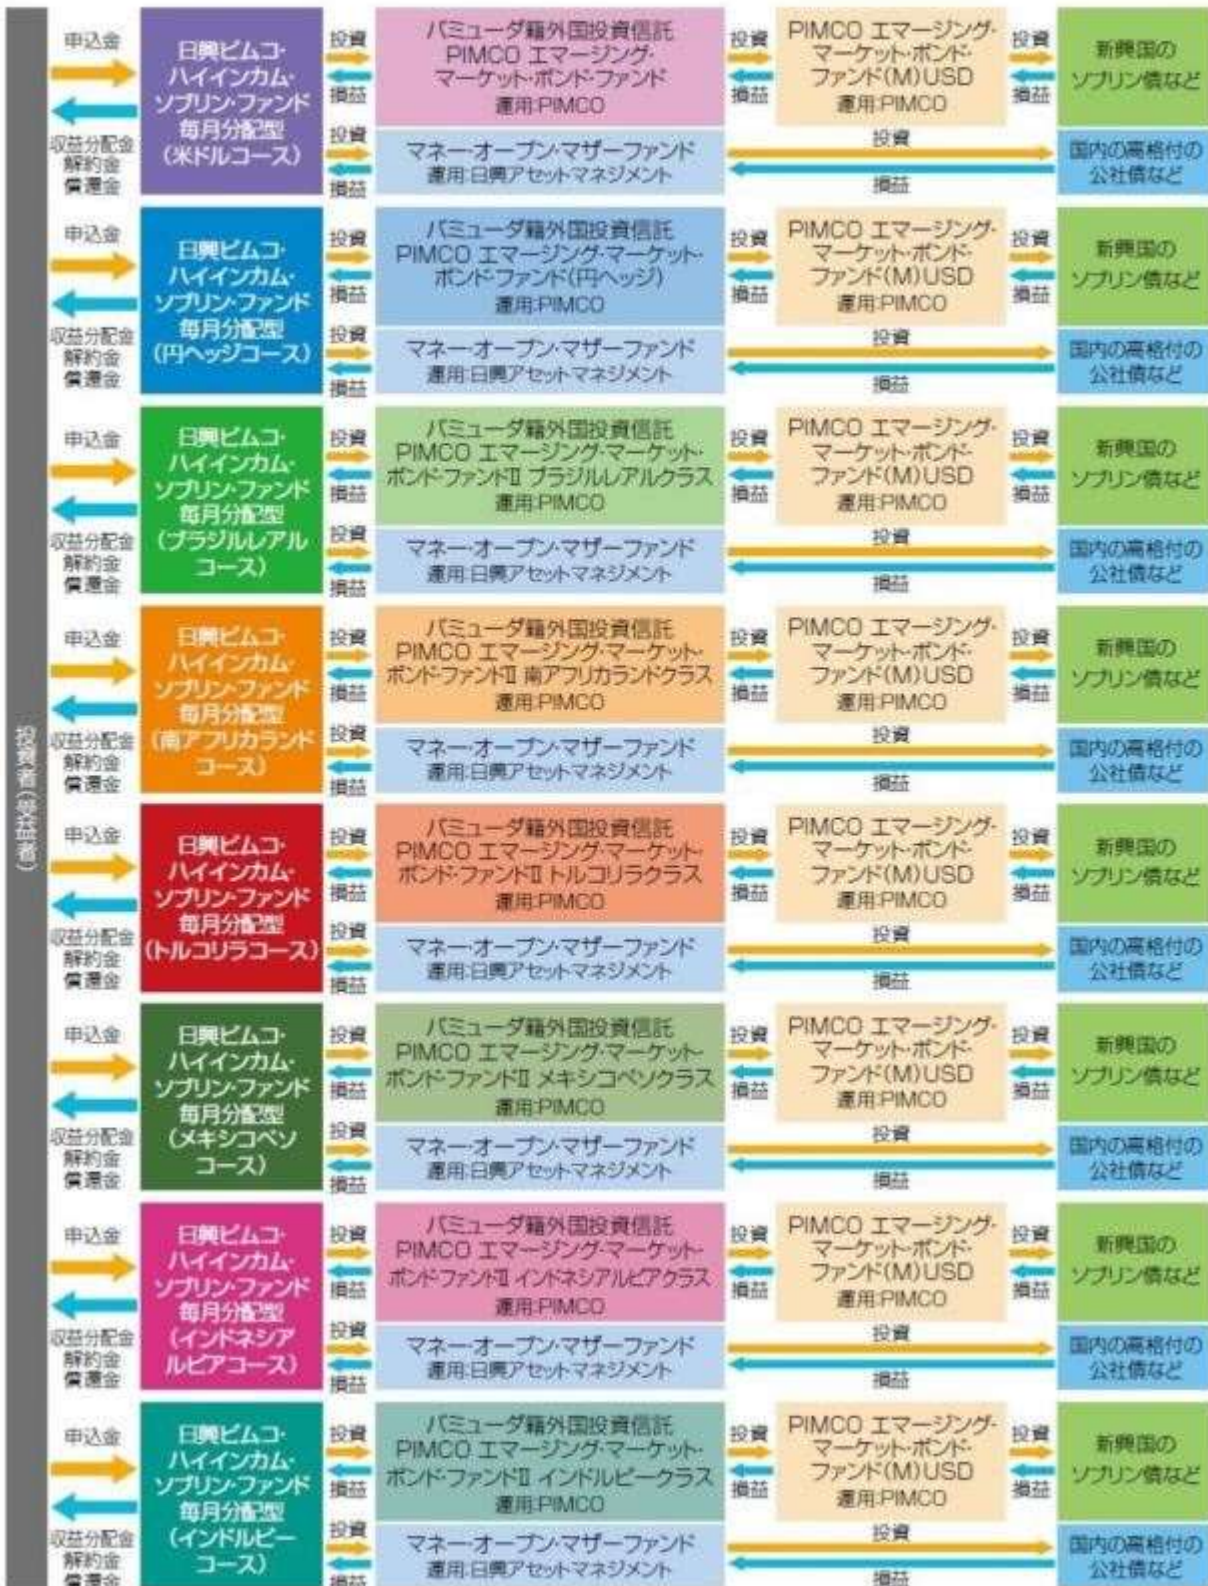 投資者(受益者)
申込金
収益分配金
解約金
償還金
日興ピムコ・
ハイインカム・
ソブリン・ファンド
毎月分配型
(米ドルコース)
投資
損益
バミューダ籍外国投資信託
PIMCO エマージング・
マーケット・ボンド・ファンド
運用:PIMCO
投資
損益
PIMCO エマージング・
マーケット・ボンド・
ファンド(M)USD
運用:PIMCO
投資
損益
新興国の
ソブリン債など
投資
損益
マネー・オープン・マザーファンド
運用:日興アセットマネジメント
投資
損益
国内の高格付の
公社債など
申込金
収益分配金
解約金
償還金
日興ピムコ・
ハイインカム・
ソブリン・ファンド
毎月分配型
(円ヘッジコース)
投資
損益
バミューダ籍外国投資信託
PIMCO エマージング・マーケット・
ボンド・ファンド(円ヘッジ)
運用:PIMCO
投資
損益
PIMCO エマージング・
マーケット・ボンド・
ファンド(M)USD
運用:PIMCO
投資
損益
新興国の
ソブリン債など
投資
損益
マネー・オープン・マザーファンド
運用:日興アセットマネジメント
投資
損益
国内の高格付の
公社債など
申込金
収益分配金
解約金
償還金
日興ピムコ・
ハイインカム・
ソブリン・ファンド
毎月分配型
(ブラジルレアル
コース)
投資
損益
バミューダ籍外国投資信託
PIMCO エマージング・マーケット・
ボンド・ファンドⅡ ブラジルレアルクラス
運用:PIMCO
投資
損益
PIMCO エマージング・
マーケット・ボンド・
ファンド(M)USD
運用:PIMCO
投資
損益
新興国の
ソブリン債など
投資
損益
マネー・オープン・マザーファンド
運用:日興アセットマネジメント
投資
損益
国内の高格付の
公社債など
申込金
収益分配金
解約金
償還金
日興ピムコ・
ハイインカム・
ソブリン・ファンド
毎月分配型
(南アフリカランド
コース)
投資
損益
バミューダ籍外国投資信託
PIMCO エマージング・マーケット・
ボンド・ファンドⅡ 南アフリカランドクラス
運用:PIMCO
投資
損益
PIMCO エマージング・
マーケット・ボンド・
ファンド(M)USD
運用:PIMCO
投資
損益
新興国の
ソブリン債など
投資
損益
マネー・オープン・マザーファンド
運用:日興アセットマネジメント
投資
損益
国内の高格付の
公社債など
申込金
収益分配金
解約金
償還金
日興ピムコ・
ハイインカム・
ソブリン・ファンド
毎月分配型
(トルコリラコース)
投資
損益
バミューダ籍外国投資信託
PIMCO エマージング・マーケット・
ボンド・ファンドⅡ トルコリラクラス
運用:PIMCO
投資
損益
PIMCO エマージング・
マーケット・ボンド・
ファンド(M)USD
運用:PIMCO
投資
損益
新興国の
ソブリン債など
投資
損益
マネー・オープン・マザーファンド
運用:日興アセットマネジメント
投資
損益
国内の高格付の
公社債など
申込金
収益分配金
解約金
償還金
日興ピムコ・
ハイインカム・
ソブリン・ファンド
毎月分配型
(メキシコペソ
コース)
投資
損益
バミューダ籍外国投資信託
PIMCO エマージング・マーケット・
ボンド・ファンドⅡ メキシコペソクラス
運用:PIMCO
投資
損益
PIMCO エマージング・
マーケット・ボンド・
ファンド(M)USD
運用:PIMCO
投資
損益
新興国の
ソブリン債など
投資
損益
マネー・オープン・マザーファンド
運用:日興アセットマネジメント
投資
損益
国内の高格付の
公社債など
申込金
収益分配金
解約金
償還金
日興ピムコ・
ハイインカム・
ソブリン・ファンド
毎月分配型
(インドネシア
ルピアコース)
投資
損益
バミューダ籍外国投資信託
PIMCO エマージング・マーケット・
ボンド・ファンドⅡ インドネシアルピアクラス
運用:PIMCO
投資
損益
PIMCO エマージング・
マーケット・ボンド・
ファンド(M)USD
運用:PIMCO
投資
損益
新興国の
ソブリン債など
投資
損益
マネー・オープン・マザーファンド
運用:日興アセットマネジメント
投資
損益
国内の高格付の
公社債など
申込金
収益分配金
解約金
償還金
日興ピムコ・
ハイインカム・
ソブリン・ファンド
毎月分配型
(インドルピー
コース)
投資
損益
バミューダ籍外国投資信託
PIMCO エマージング・マーケット・
ボンド・ファンドⅡ インドルピークラス
運用:PIMCO
投資
損益
PIMCO エマージング・
マーケット・ボンド・
ファンド(M)USD
運用:PIMCO
投資
損益
新興国の
ソブリン債など
投資
損益
マネー・オープン・マザーファンド
運用:日興アセットマネジメント
投資
損益
国内の高格付の
公社債など